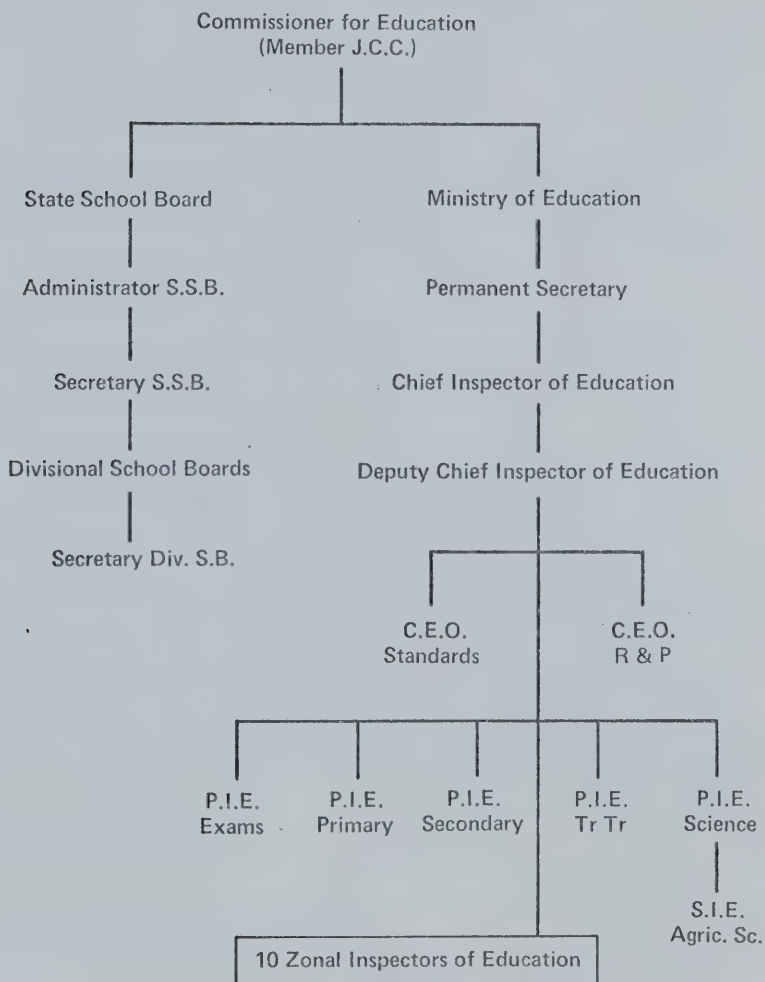 Commissioner for Education
(Member J.C.C.)
State School Board
Ministry of Education
Administrator S.S.B.
Permanent Secretary
Secretary S.S.B.
Chief Inspector of Education
Divisional School Boards
Deputy Chief Inspector of Education
Secretary Div. S.B.
C.E.O.
Standards
C.E.O.
R & P
P.I.E.
Exams
P.I.E.
Primary
P.I.E.
Secondary
P.I.E.
Tr Tr
P.I.E.
Science
S.I.E.
Agric. Sc.
10 Zonal Inspectors of Education